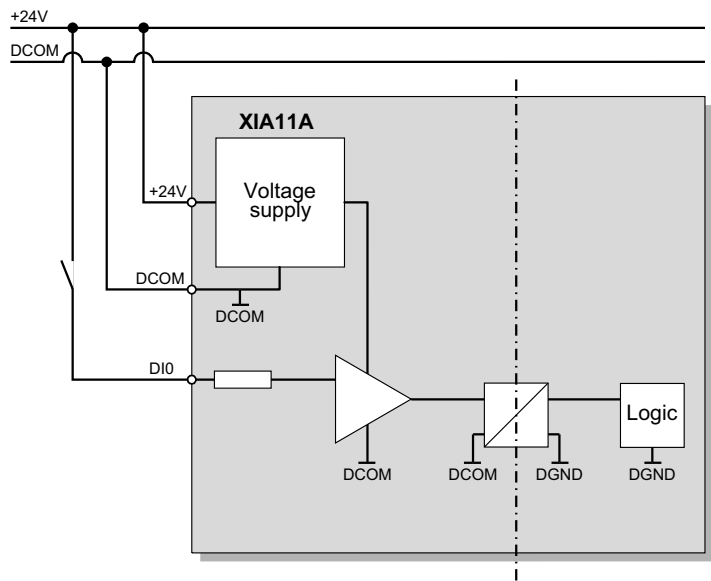 +24V
DCOM
XIA11A
+24V
Voltage
supply
DCOM
DCOM
DI0
Logic
DCOM
DCOM
DGND
DGND